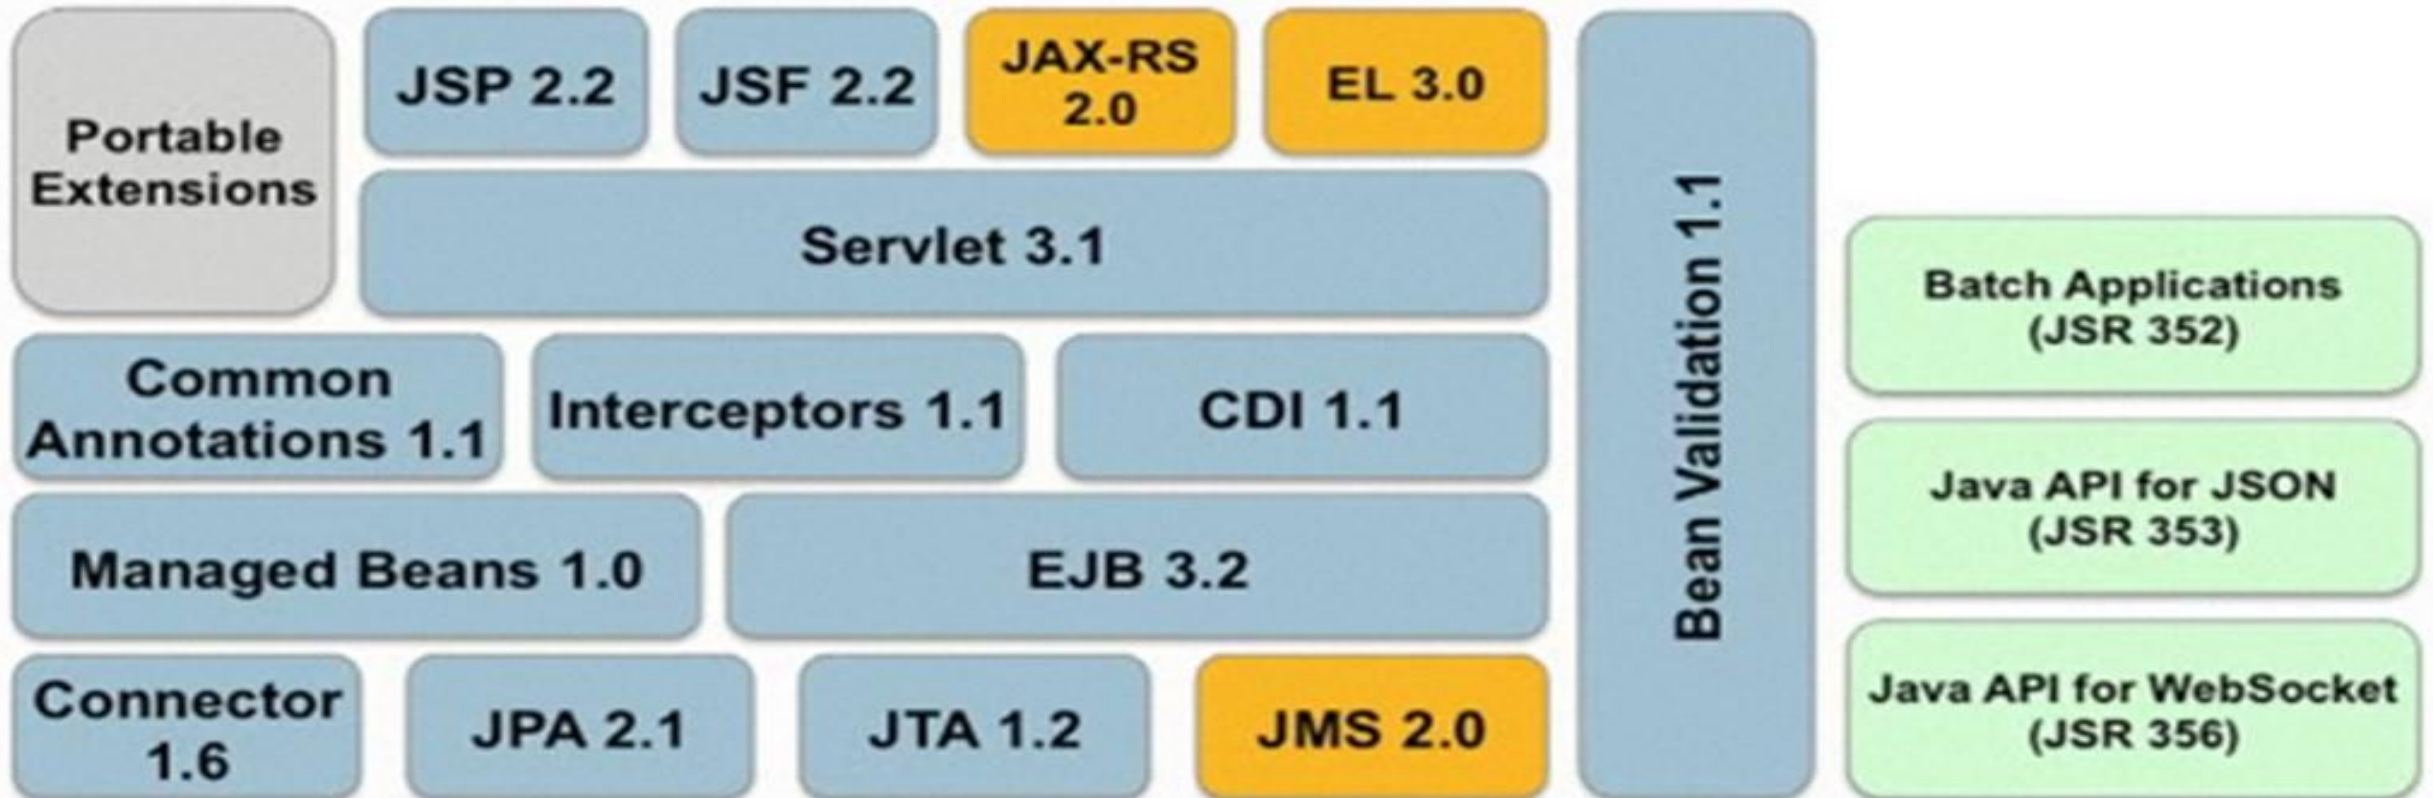 Portable
Extensions
JSP 2.2
JSF 2.2
JAX-RS
2.0
EL 3.0
Servlet 3.1
Common
Annotations 1.1
Interceptors 1.1
CDI 1.1
Managed Beans 1.0
EJB 3.2
Connector
1.6
JPA 2.1
JTA 1.2
JMS 2.0
Bean Validation 1.1
Batch Applications
(JSR 352)
Java API for JSON
(JSR 353)
Java API for WebSocket
(JSR 356)